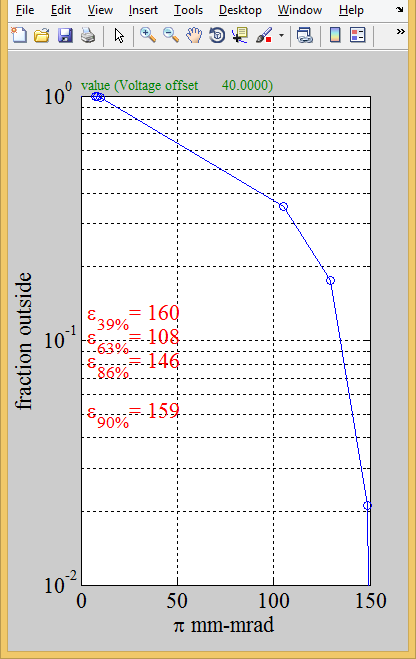 File Edit View Insert Tools Desktop Window Help
value (Voltage offset 40.0000)
10^0
ε39% = 160
10^-1
ε63% = 108
ε86% = 146
ε90% = 159
10^-2
fraction outside
0 50 100 150
π mm-mrad